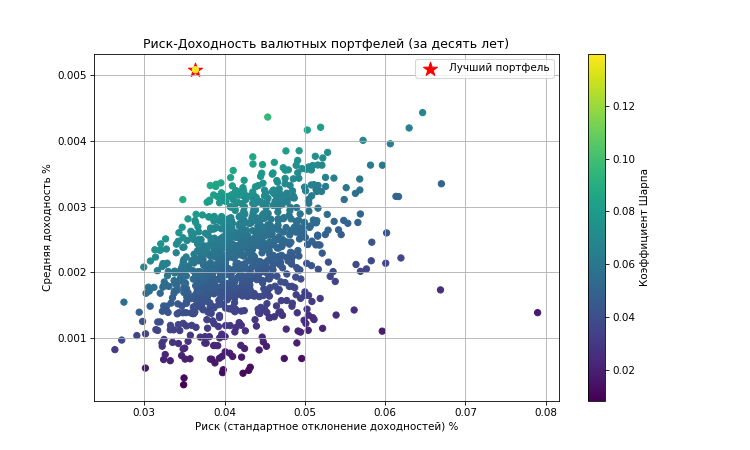 Риск-Доходность валютных портфелей (за десять лет)
Лучший портфель
Средняя доходность %
0.005
0.004
0.003
0.002
0.001
0.03 0.04 0.05 0.06 0.07 0.08
Риск (стандартное отклонение доходностей) %
0.12
0.10
0.08
0.06
0.04
0.02
Коэффициент Шарпа